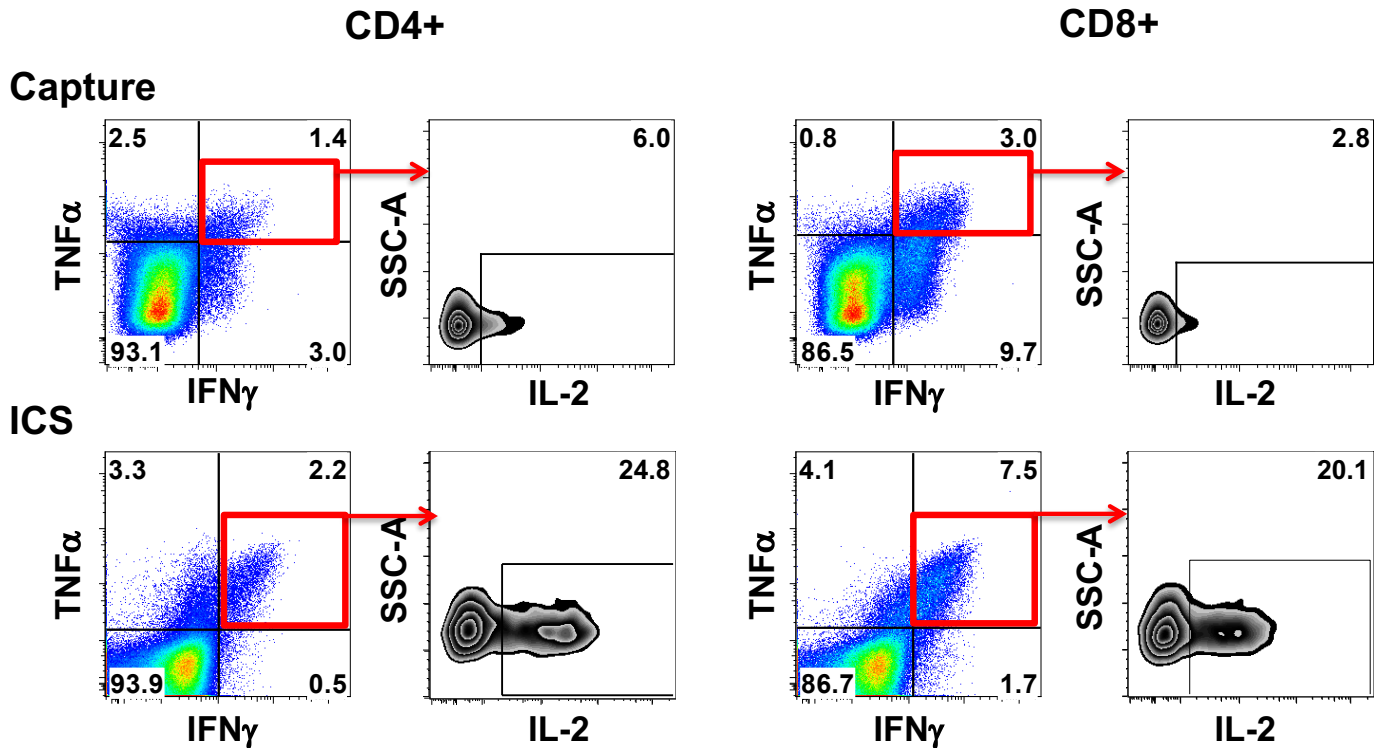 CD4+
CD8+
Capture
2.5 1.4
TNFα
93.1 3.0
IFNγ
6.0
SSC-A
IL-2
0.8 3.0
TNFα
86.5 9.7
IFNγ
2.8
SSC-A
IL-2
ICS
3.3 2.2
TNFα
93.9 0.5
IFNγ
24.8
SSC-A
IL-2
4.1 7.5
TNFα
86.7 1.7
IFNγ
20.1
SSC-A
IL-2